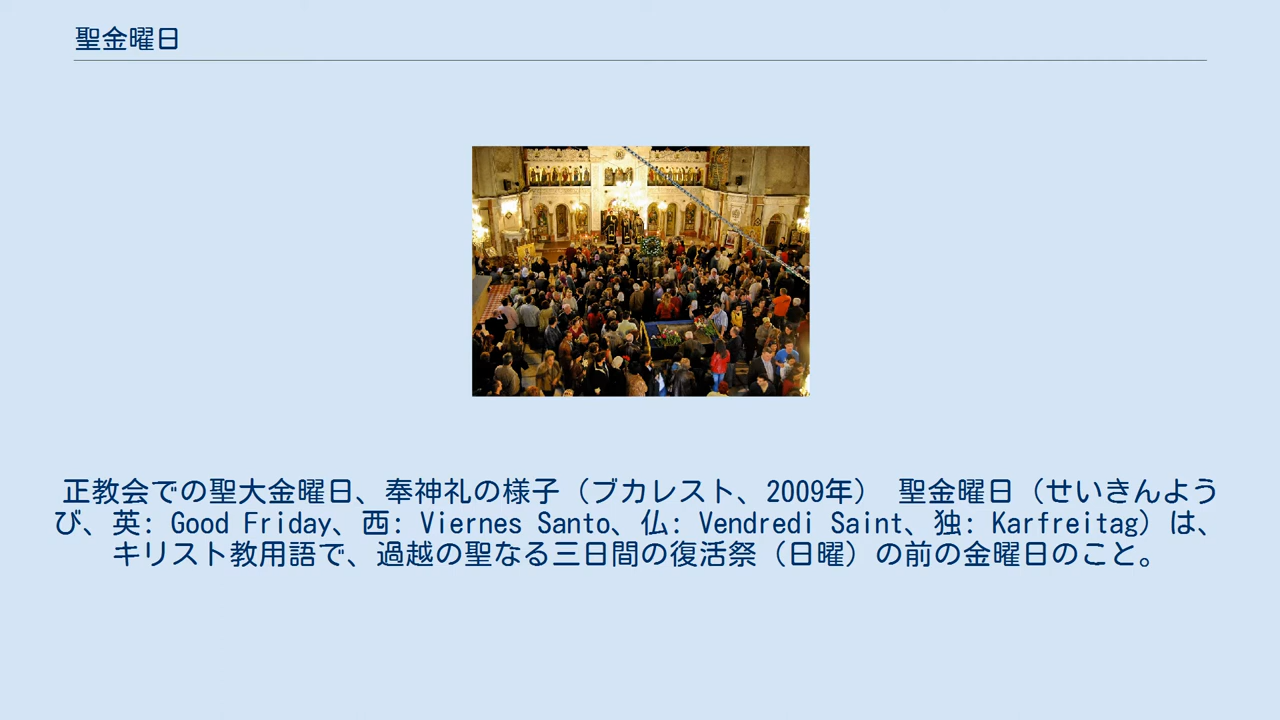 聖金曜日
正教会での聖大金曜日、奉神礼の様子（ブカレスト、2009年） 聖金曜日（せいきんよう
び、英: Good Friday、西: Viernes Santo、仏: Vendredi Saint、独: Karfreitag）は、
キリスト教用語で、過越の聖なる三日間の復活祭（日曜）の前の金曜日のこと。